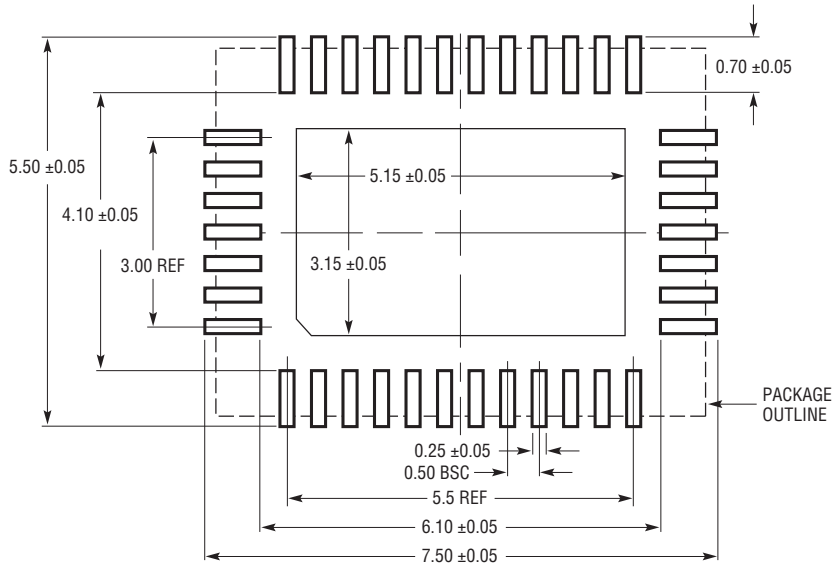 0.70 ±0.05
5.50 ±0.05
5.15 ±0.05
4.10 ±0.05
3.00 REF
3.15 ±0.05
PACKAGE
OUTLINE
0.25 ±0.05
0.50 BSC
5.5 REF
6.10 ±0.05
7.50 ±0.05